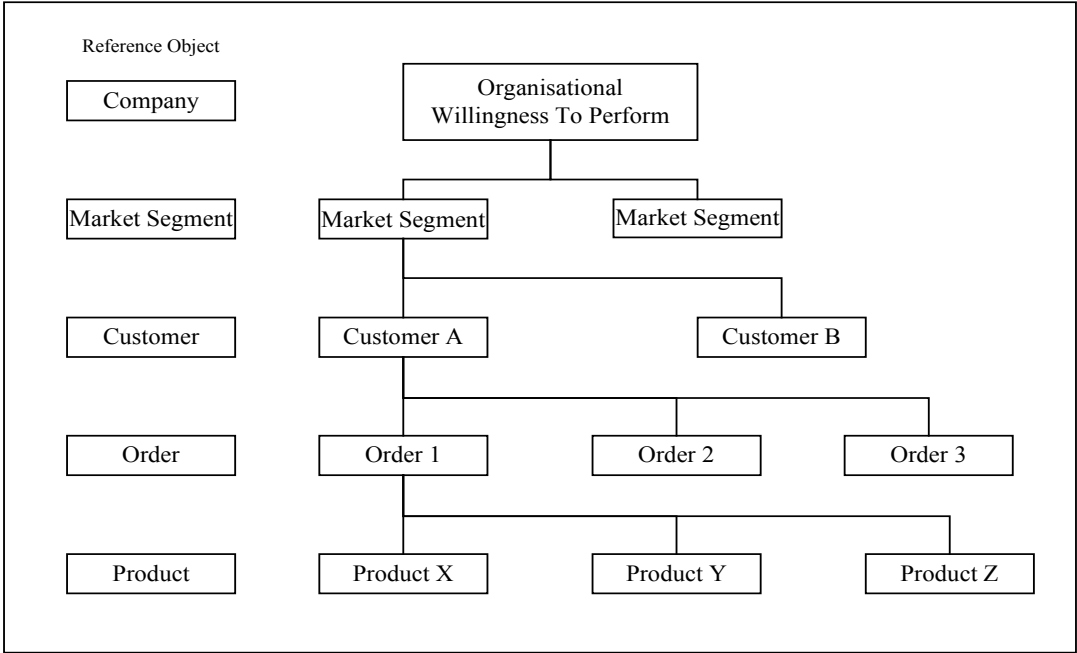 Reference Object
Company
Organisational
Willingness To Perform
Market Segment
Market Segment
Market Segment
Customer
Customer A
Customer B
Order
Order 1
Order 2
Order 3
Product
Product X
Product Y
Product Z